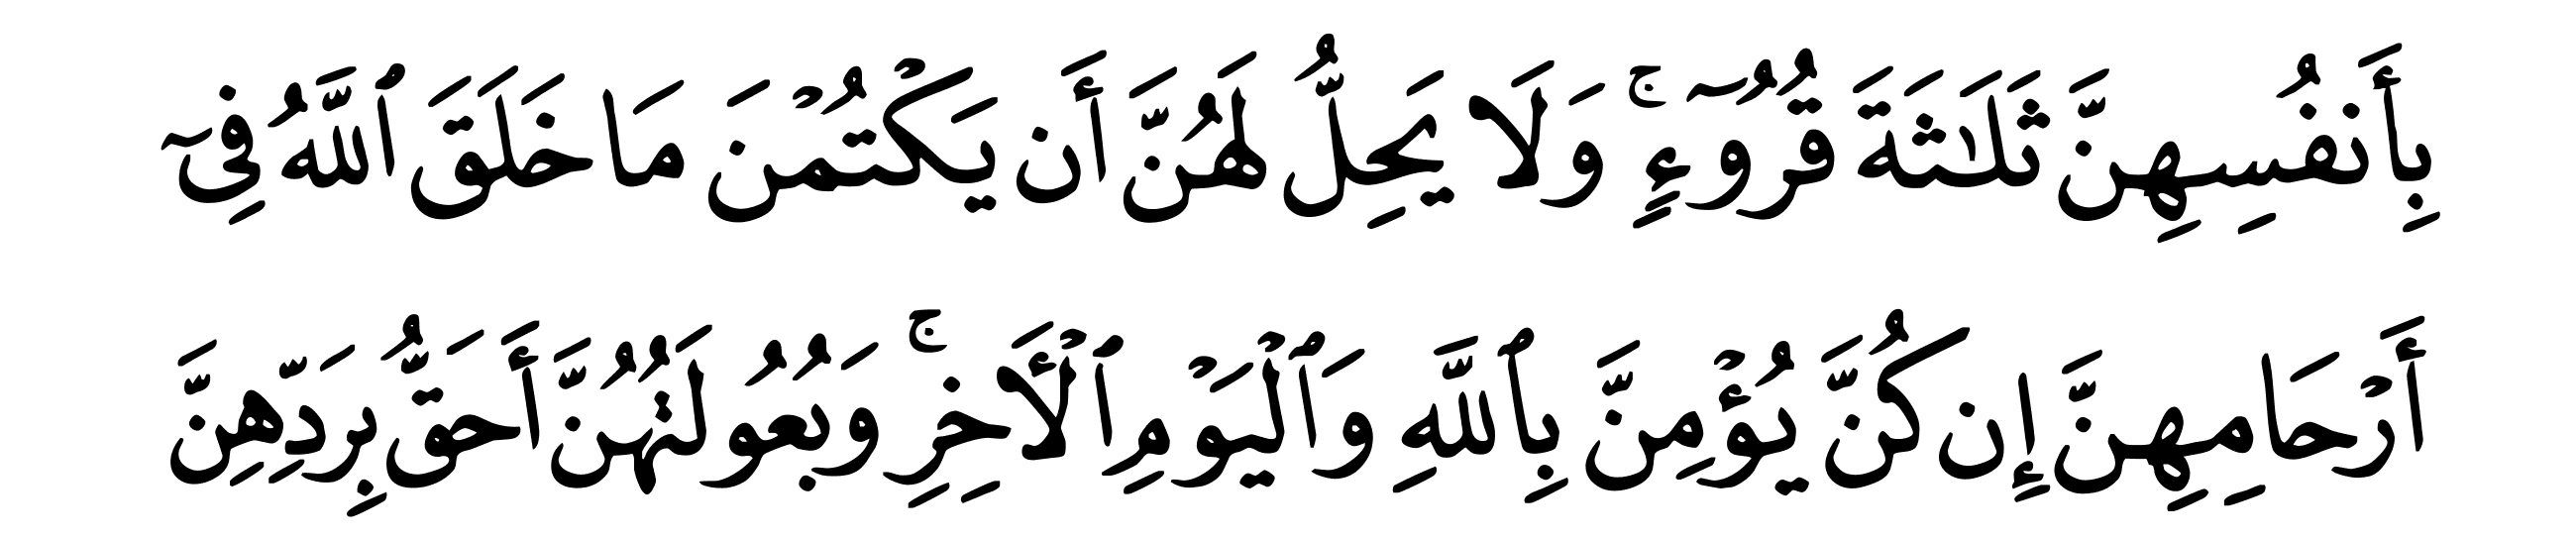 بِأَنفُسِهِنَّ ثَلَٰثَةَ قُرُوٓءٍۚ وَلَا يَحِلُّ لَهُنَّ أَن يَكۡتُمۡنَ مَا خَلَقَ ٱللَّهُ فِيٓ
أَرۡحَامِهِنَّ إِن كُنَّ يُؤۡمِنَّ بِٱللَّهِ وَٱلۡيَوۡمِ ٱلۡأٓخِرِۚ وَبُعُولَتُهُنَّ أَحَقُّ بِرَدِّهِنَّ